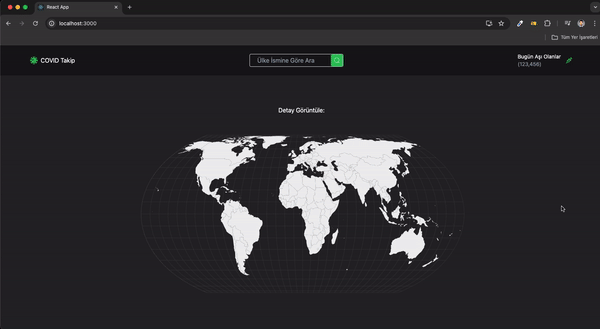 React App
localhost:3000
Tüm Yer İşaretleri
COVID Takip
Ülke İsmine Göre Ara
Bugün Aşı Olanlar
(123,456)
Detay Görüntüle: